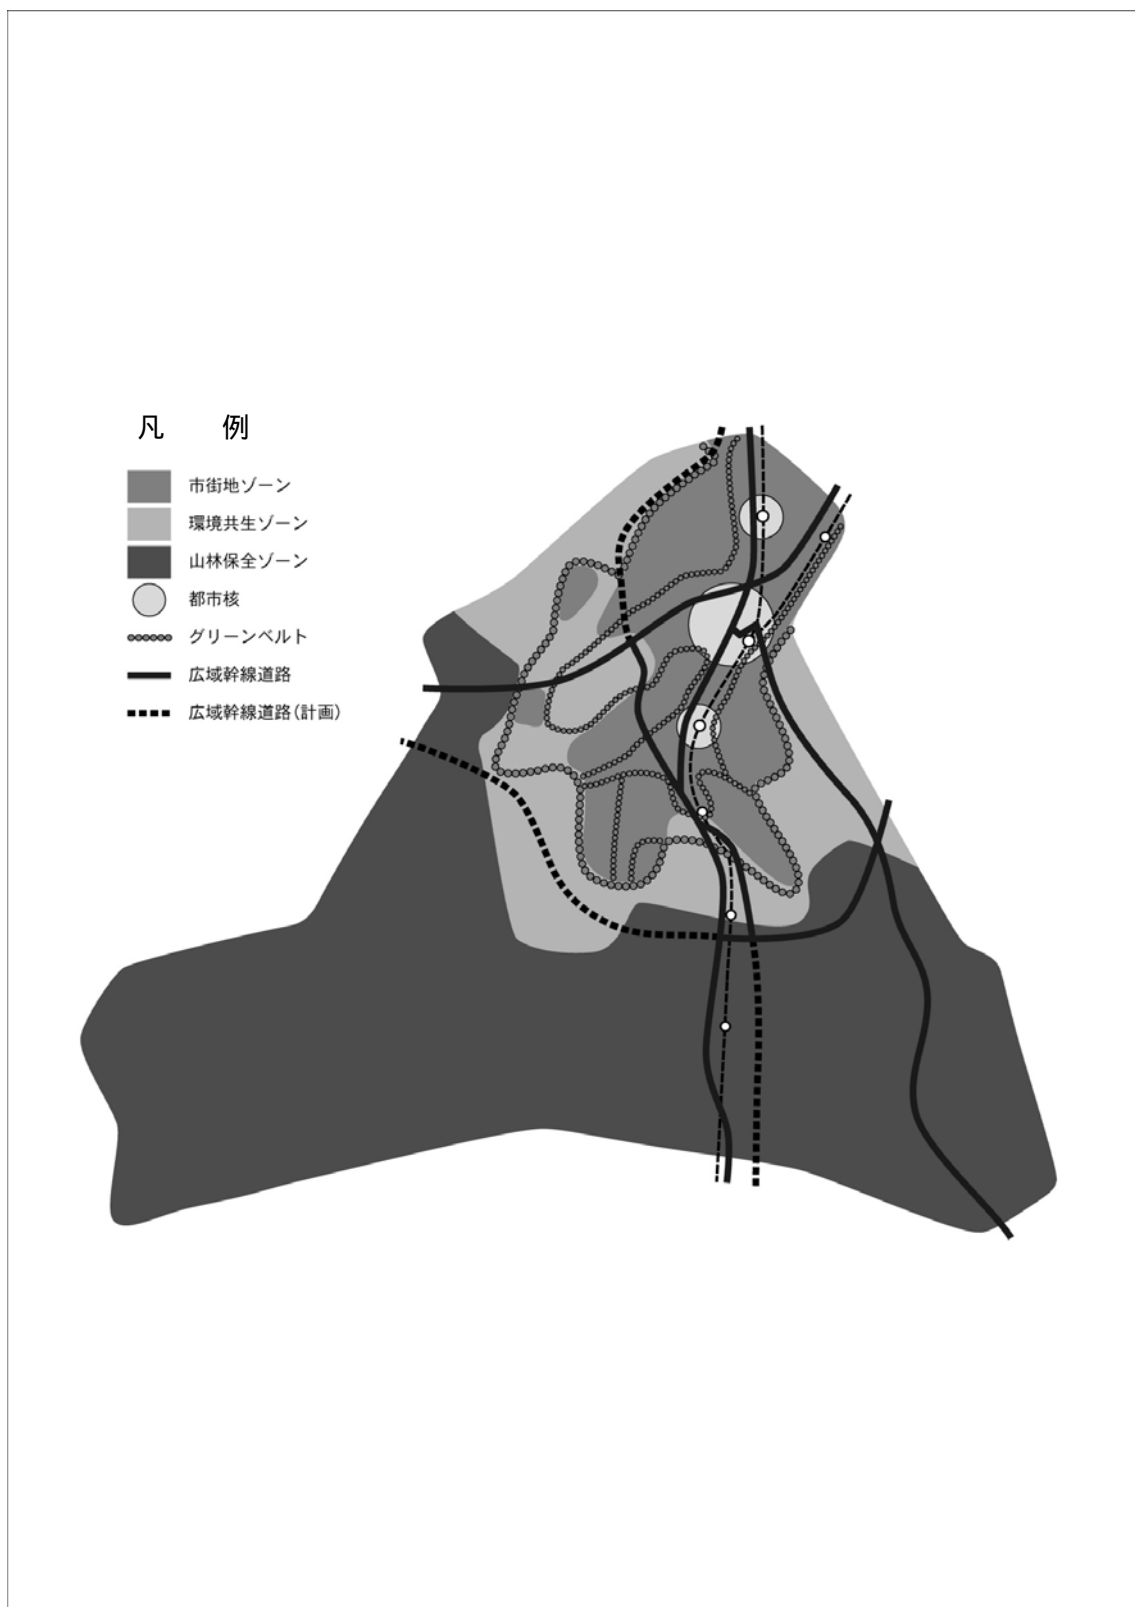 凡　例
市街地ゾーン
環境共生ゾーン
山林保全ゾーン
都市核
グリーンベルト
広域幹線道路
広域幹線道路(計画)